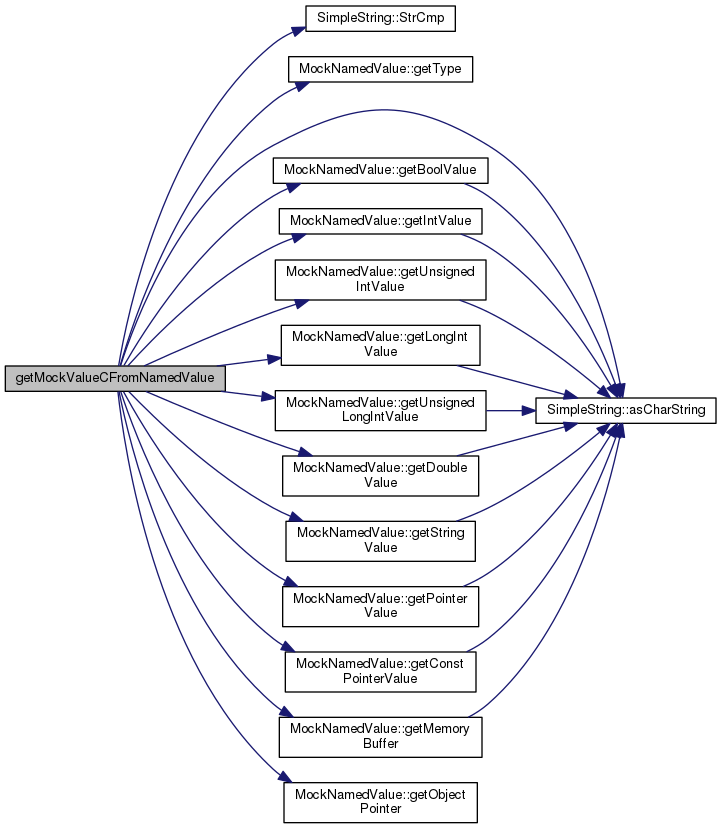 SimpleString::StrCmp
MockNamedValue::getType
MockNamedValue::getBoolValue
MockNamedValue::getIntValue
MockNamedValue::getUnsigned
IntValue
MockNamedValue::getLongInt
Value
getMockValueCFromNamedValue
MockNamedValue::getUnsigned
LongIntValue
SimpleString::asCharString
MockNamedValue::getDouble
Value
MockNamedValue::getString
Value
MockNamedValue::getPointer
Value
MockNamedValue::getConst
PointerValue
MockNamedValue::getMemory
Buffer
MockNamedValue::getObject
Pointer